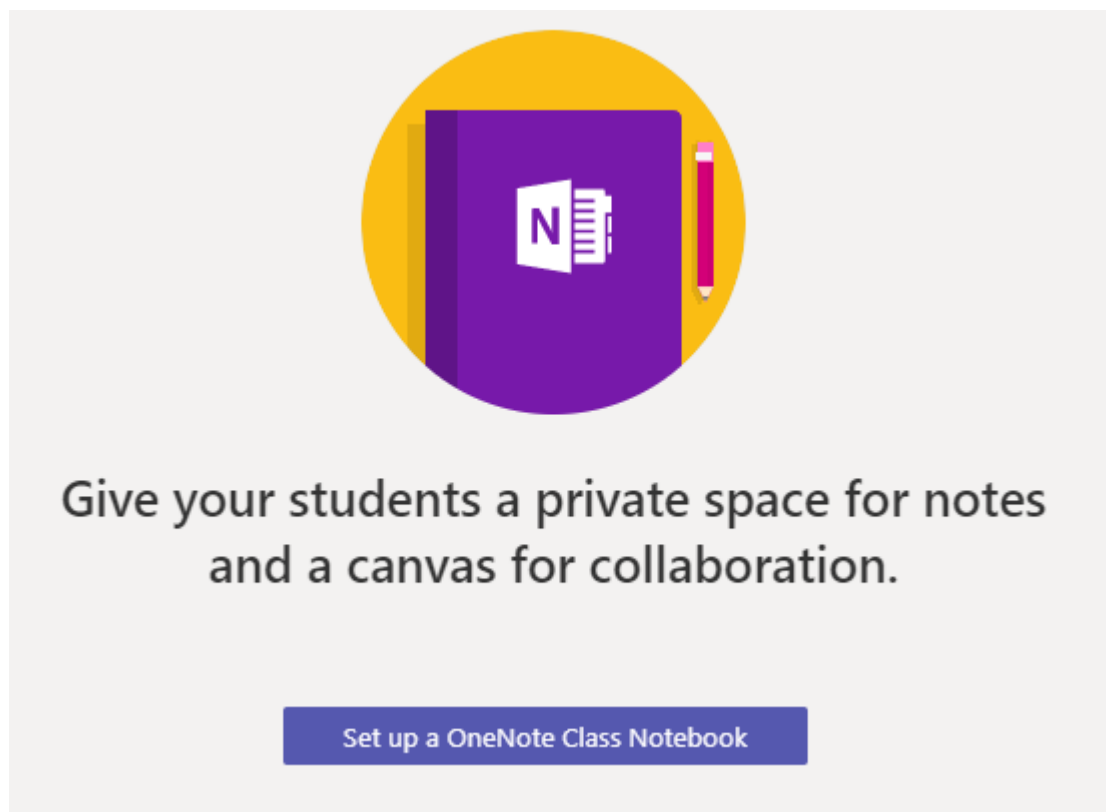 N
Give your students a private space for notes
and a canvas for collaboration.
Set up a OneNote Class Notebook